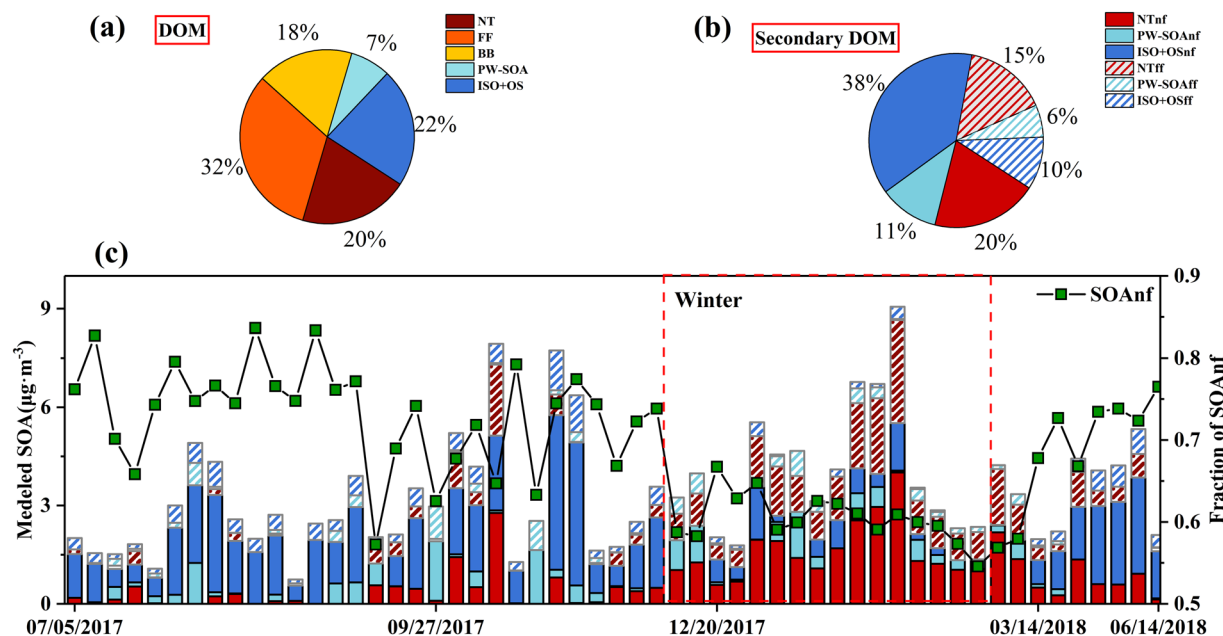 (a)
DOM
NT
FF
BB
PW-SOA
ISO+OS
18%
7%
22%
32%
20%
(b)
Secondary DOM
NTnf
PW-SOAnf
ISO+OSnf
NTff
PW-SOAff
ISO+OSff
38%
15%
6%
10%
11%
20%
(c)
Winter
SOAnf
Medeled SOA(μg·m⁻³)
9
6
3
0
Fraction of SOAnf
0.9
0.8
0.7
0.6
0.5
07/05/2017
09/27/2017
12/20/2017
03/14/2018
06/14/2018